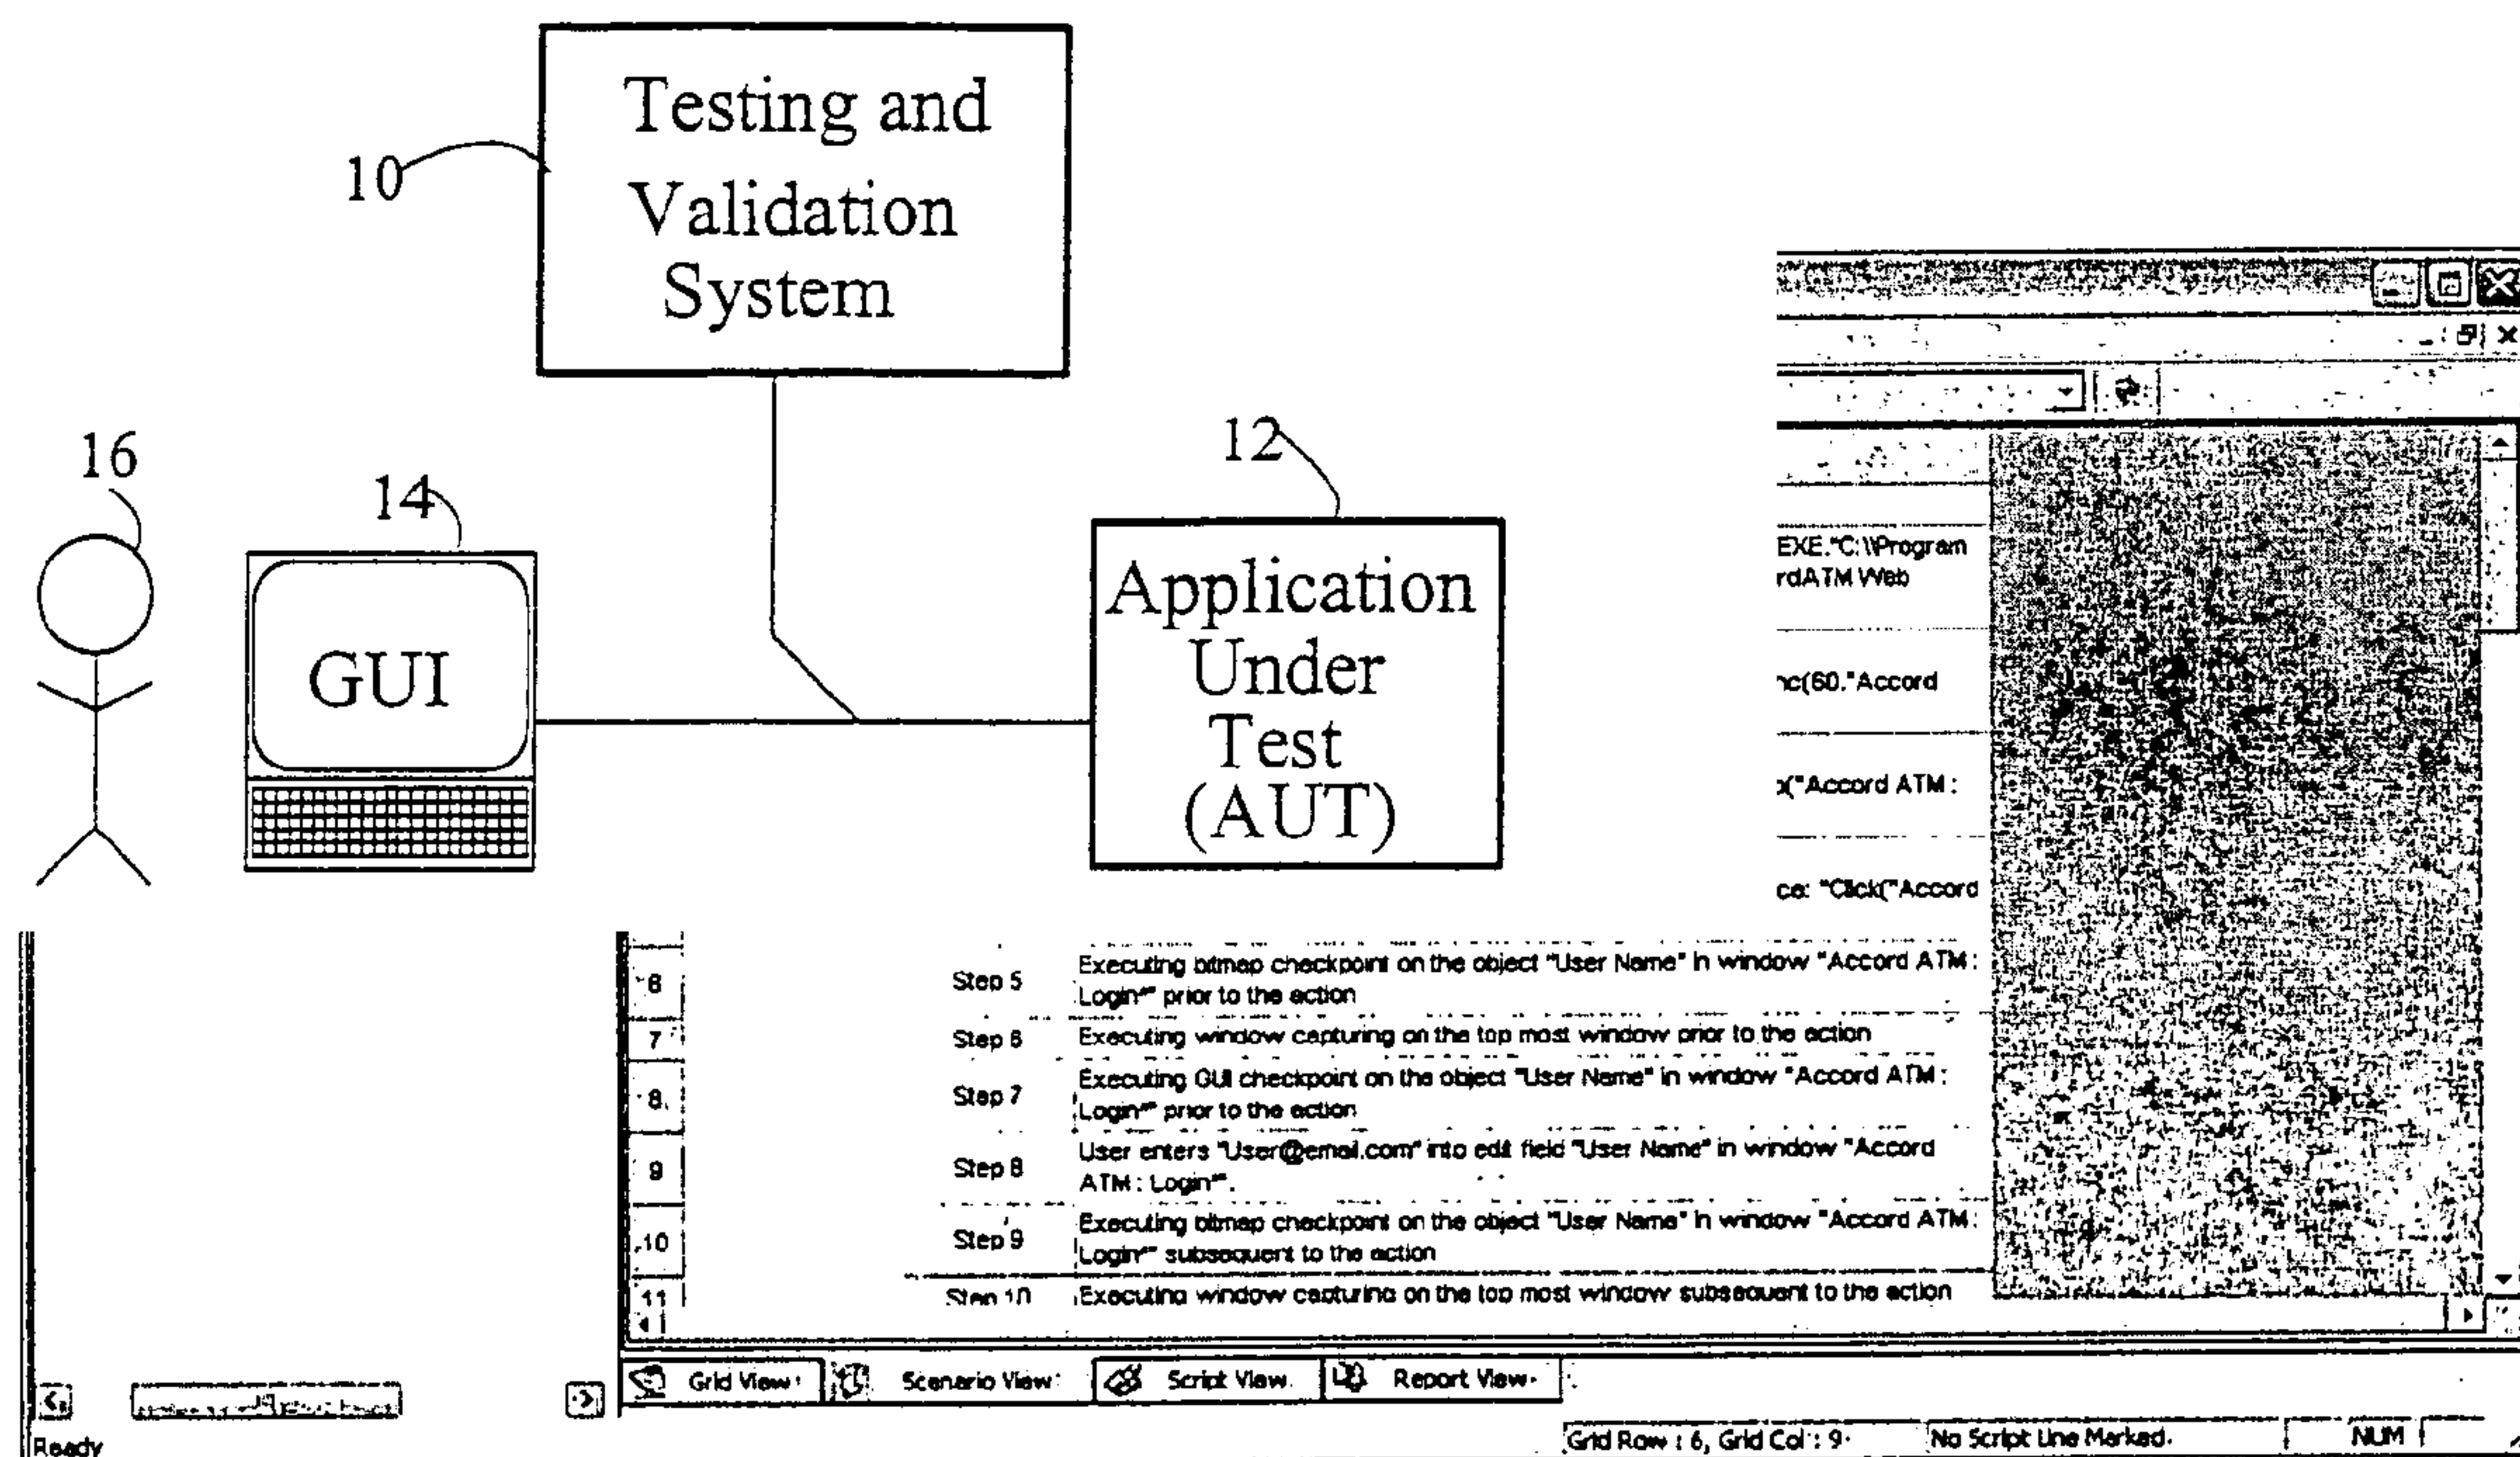 Testing and
Validation
System
10
16
14
12
GUI
Application
Under
Test
(AUT)
EXE."C:\\Program
rdATM Web
nc(60."Accord
("Accord ATM :
ce: "Click("Accord
6 Step 5 Executing bitmap checkpoint on the object "User Name" in window "Accord ATM :
Login*" prior to the action
7 Step 6 Executing window capturing on the top most window prior to the action
8 Step 7 Executing GUI checkpoint on the object "User Name" in window "Accord ATM :
Login*" prior to the action
9 Step 8 User enters "User@email.com" into edit field "User Name" in window "Accord
ATM : Login*".
10 Step 9 Executing bitmap checkpoint on the object "User Name" in window "Accord ATM :
Login*" subsequent to the action
11 Step 10 Executing window capturing on the top most window subsequent to the action
Grid View Scenario View Script View Report View
Ready Grid Row : 6, Grid Col : 9 No Script Line Marked. NUM